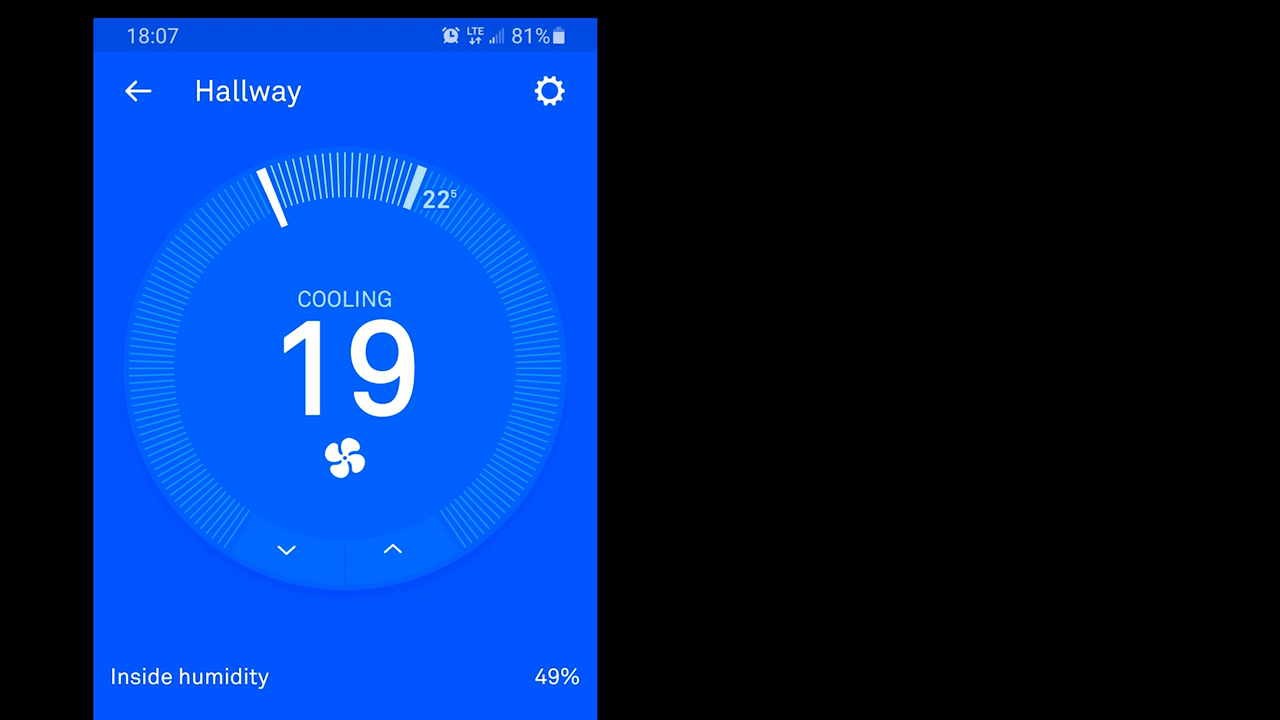 18:07 LTE 81%
Hallway
22⁵
COOLING
19
Inside humidity 49%